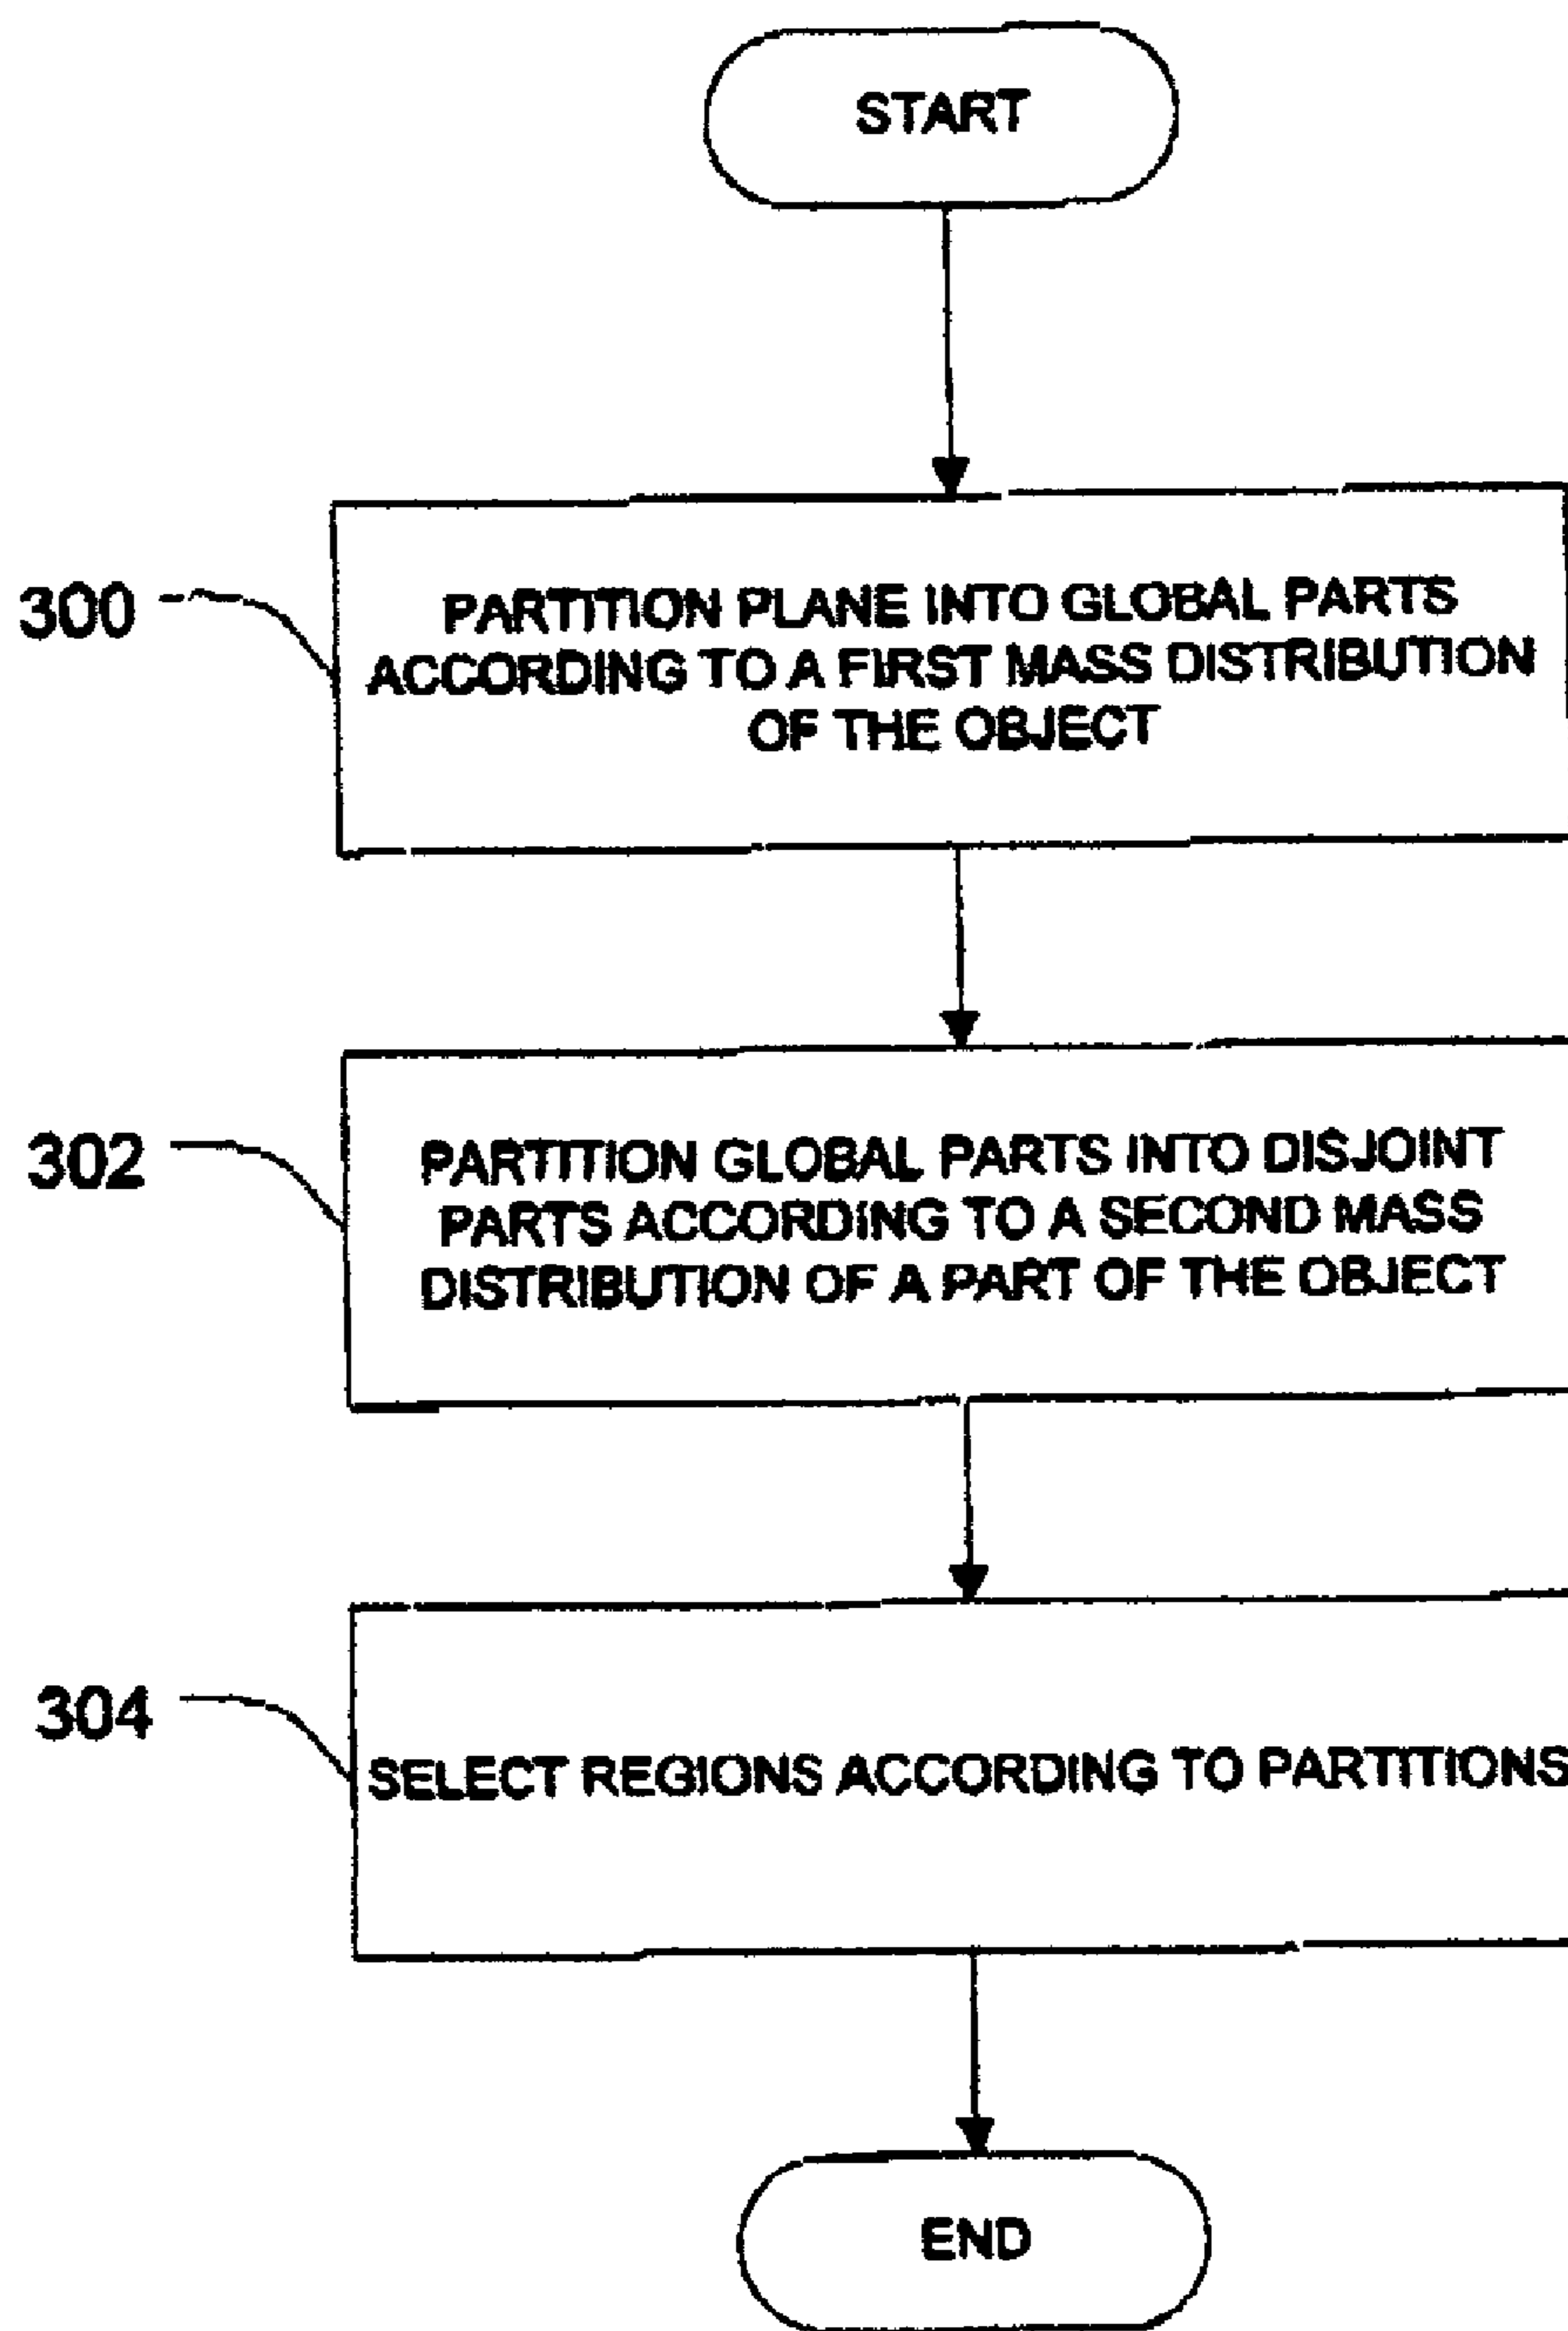 START
300
PARTITION PLANE INTO GLOBAL PARTS
ACCORDING TO A FIRST MASS DISTRIBUTION
OF THE OBJECT
302
PARTITION GLOBAL PARTS INTO DISJOINT
PARTS ACCORDING TO A SECOND MASS
DISTRIBUTION OF A PART OF THE OBJECT
304
SELECT REGIONS ACCORDING TO PARTITIONS
END